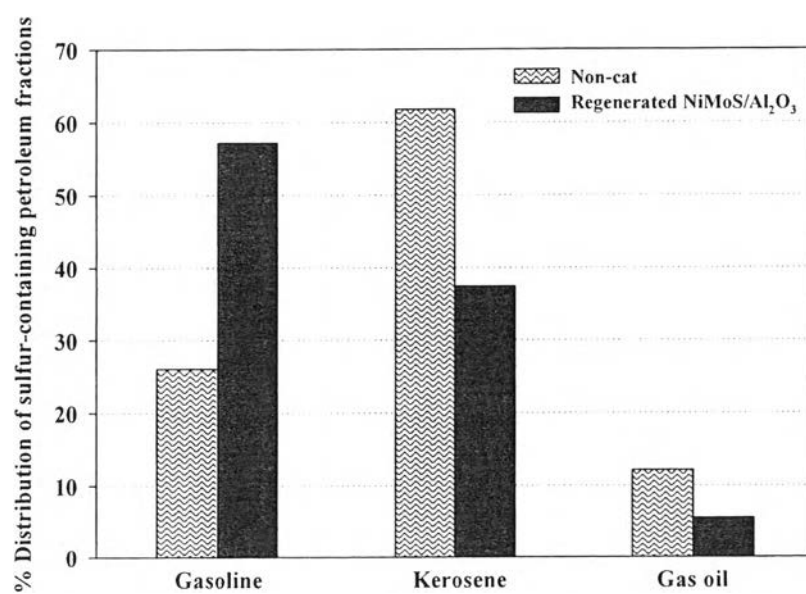 % Distribution of sulfur-containing petroleum fractions
70
60
50
40
30
20
10
0
Non-cat
Regenerated NiMoS/Al₂O₃
Gasoline
Kerosene
Gas oil